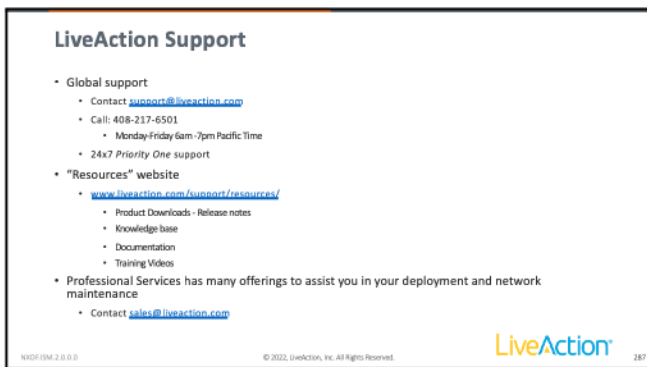 LiveAction Support
• Global support
• Contact support@liveaction.com
• Call: 408-217-6501
• Monday-Friday 6am -7pm Pacific Time
• 24x7 Priority One support
• "Resources" website
• www.liveaction.com/support/resources/
• Product Downloads - Release notes
• Knowledge base
• Documentation
• Training Videos
• Professional Services has many offerings to assist you in your deployment and network
maintenance
• Contact sales@liveaction.com
NXDF.ISM.2.0.0.0
© 2022, LiveAction, Inc. All Rights Reserved.
LiveAction®
287